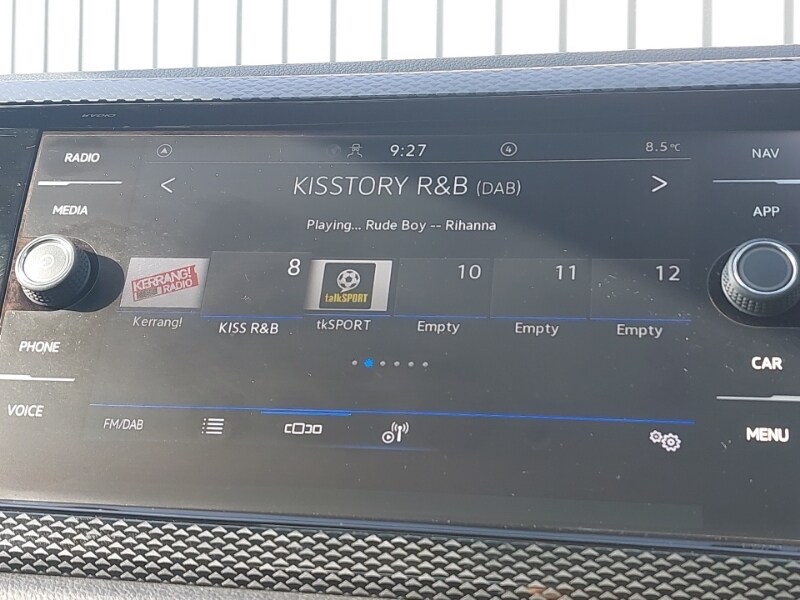 RADIO
9:27
4
8.5°C
NAV
MEDIA
KISSTORY R&B (DAB)
APP
Playing... Rude Boy -- Rihanna
KERRANG!
RADIO
8
talkSPORT
10
11
12
Kerrang!
KISS R&B
tkSPORT
Empty
Empty
Empty
PHONE
CAR
VOICE
FM/DAB
MENU